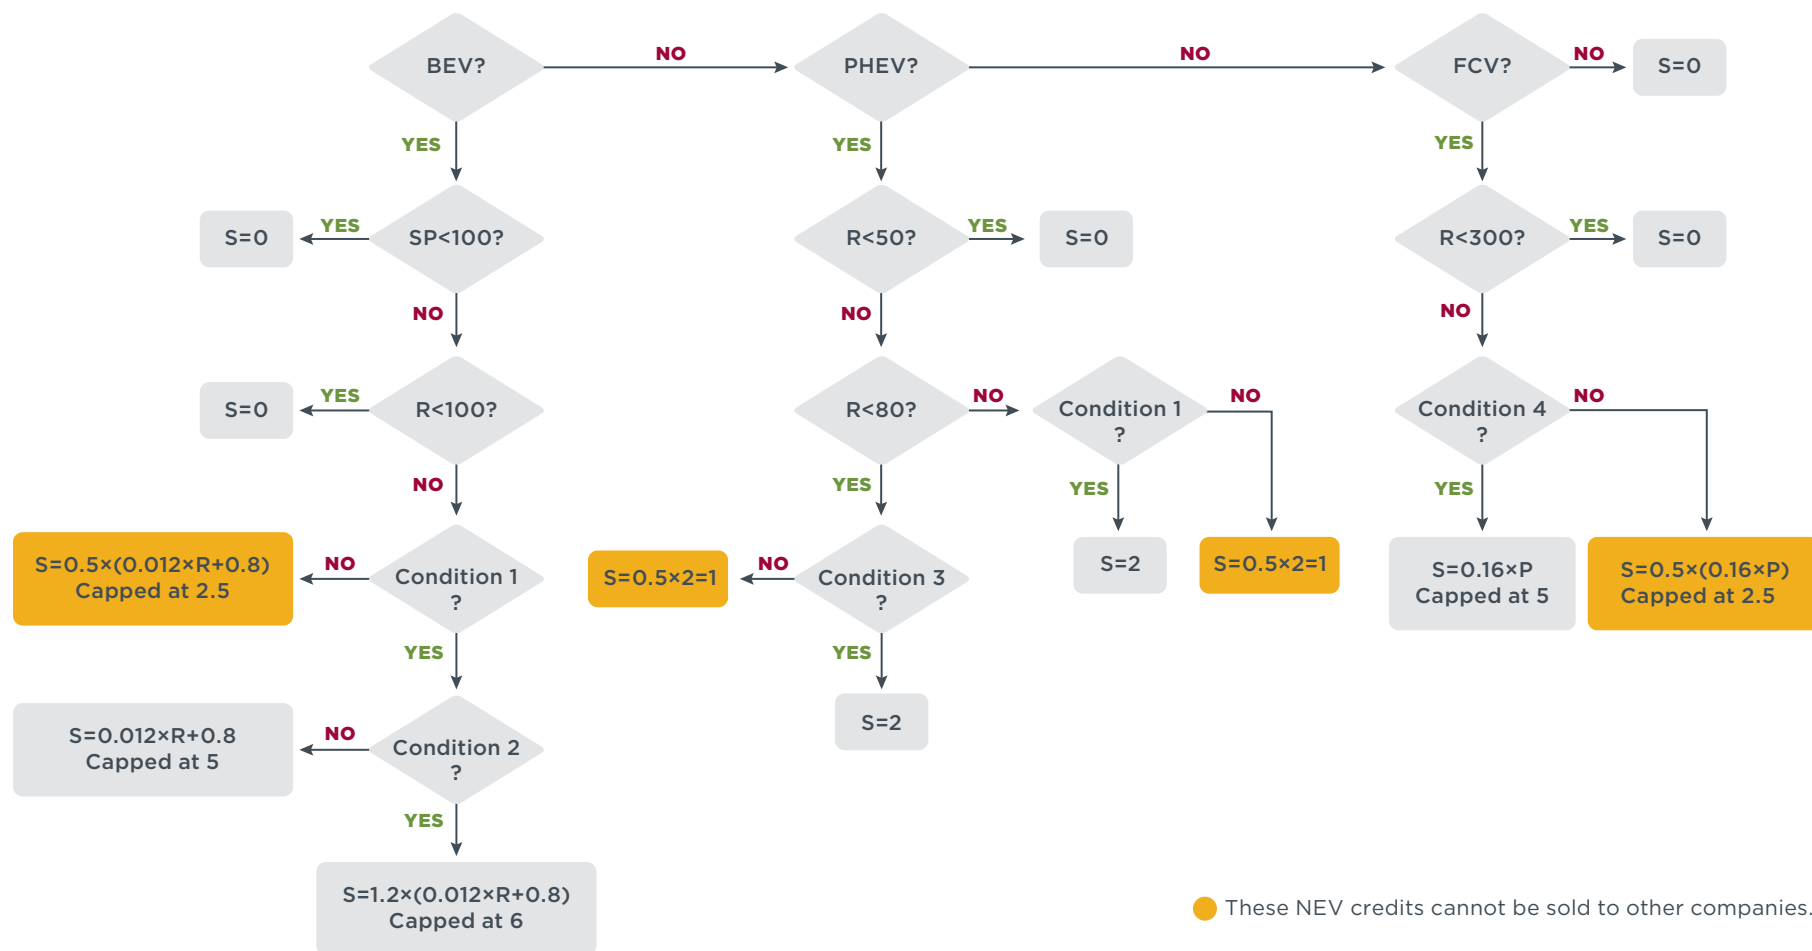 BEV?
NO
PHEV?
NO
FCV?
NO
S=0
YES
YES
YES
S=0
YES
SP<100?
R<50?
YES
S=0
R<300?
YES
S=0
NO
NO
NO
S=0
YES
R<100?
R<80?
NO
Condition 1
?
NO
Condition 4
?
NO
NO
YES
YES
YES
S=0.5×(0.012×R+0.8)
Capped at 2.5
NO
Condition 1
?
S=0.5×2=1
NO
Condition 3
?
S=2
S=0.5×2=1
S=0.16×P
Capped at 5
S=0.5×(0.16×P)
Capped at 2.5
YES
YES
S=0.012×R+0.8
Capped at 5
NO
Condition 2
?
S=2
YES
S=1.2×(0.012×R+0.8)
Capped at 6
These NEV credits cannot be sold to other companies.